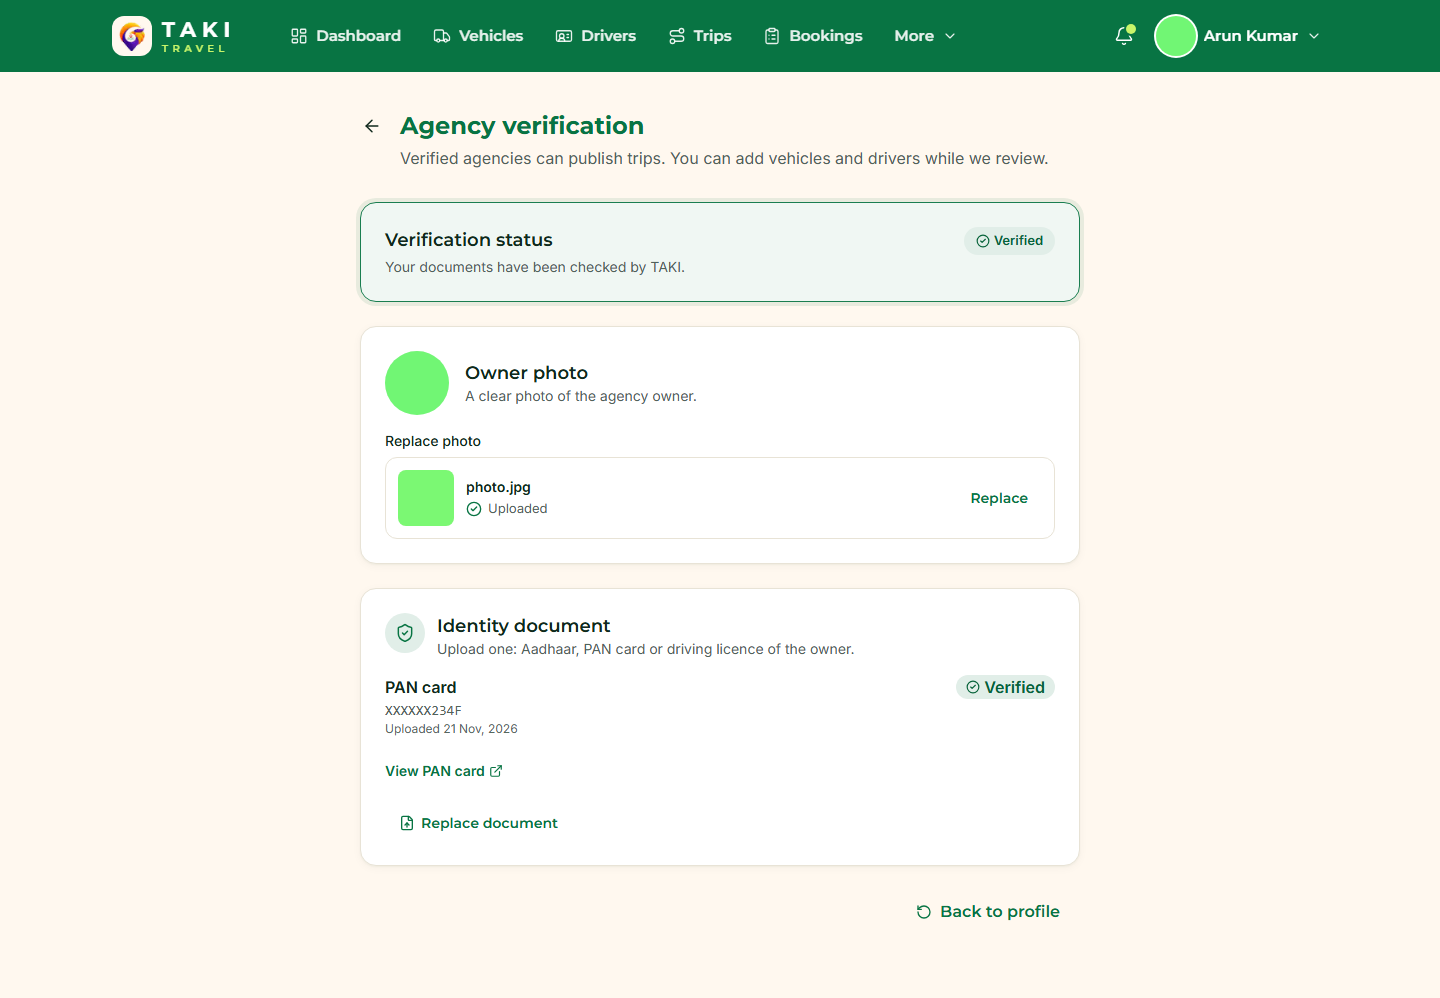 TAKI
TRAVEL
Dashboard
Vehicles
Drivers
Trips
Bookings
More
Arun Kumar
Agency verification
Verified agencies can publish trips. You can add vehicles and drivers while we review.
Verification status
Verified
Your documents have been checked by TAKI.
Owner photo
A clear photo of the agency owner.
Replace photo
photo.jpg
Uploaded
Replace
Identity document
Upload one: Aadhaar, PAN card or driving licence of the owner.
PAN card
Verified
XXXXXX234F
Uploaded 21 Nov, 2026
View PAN card
Replace document
Back to profile